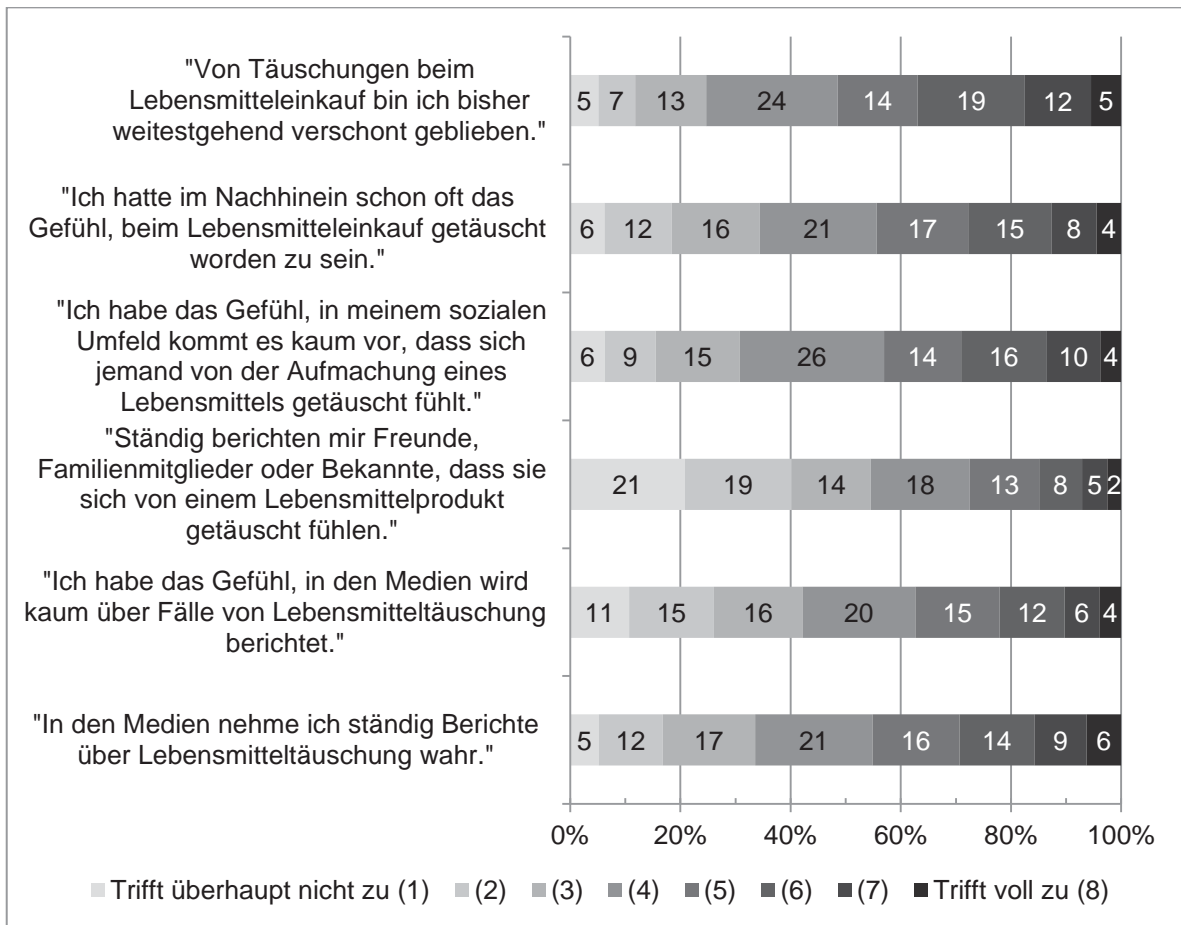 "Von Täuschungen beim
Lebensmitteleinkauf bin ich bisher
weitestgehend verschont geblieben."
5 7 13 24 14 19 12 5
"Ich hatte im Nachhinein schon oft das
Gefühl, beim Lebensmitteleinkauf getäuscht
worden zu sein."
6 12 16 21 17 15 8 4
"Ich habe das Gefühl, in meinem sozialen
Umfeld kommt es kaum vor, dass sich
jemand von der Aufmachung eines
Lebensmittels getäuscht fühlt."
6 9 15 26 14 16 10 4
"Ständig berichten mir Freunde,
Familienmitglieder oder Bekannte, dass sie
sich von einem Lebensmittelprodukt
getäuscht fühlen."
21 19 14 18 13 8 5 2
"Ich habe das Gefühl, in den Medien wird
kaum über Fälle von Lebensmitteltäuschung
berichtet."
11 15 16 20 15 12 6 4
"In den Medien nehme ich ständig Berichte
über Lebensmitteltäuschung wahr."
5 12 17 21 16 14 9 6
0% 20% 40% 60% 80% 100%
Trifft überhaupt nicht zu (1) (2) (3) (4) (5) (6) (7) Trifft voll zu (8)